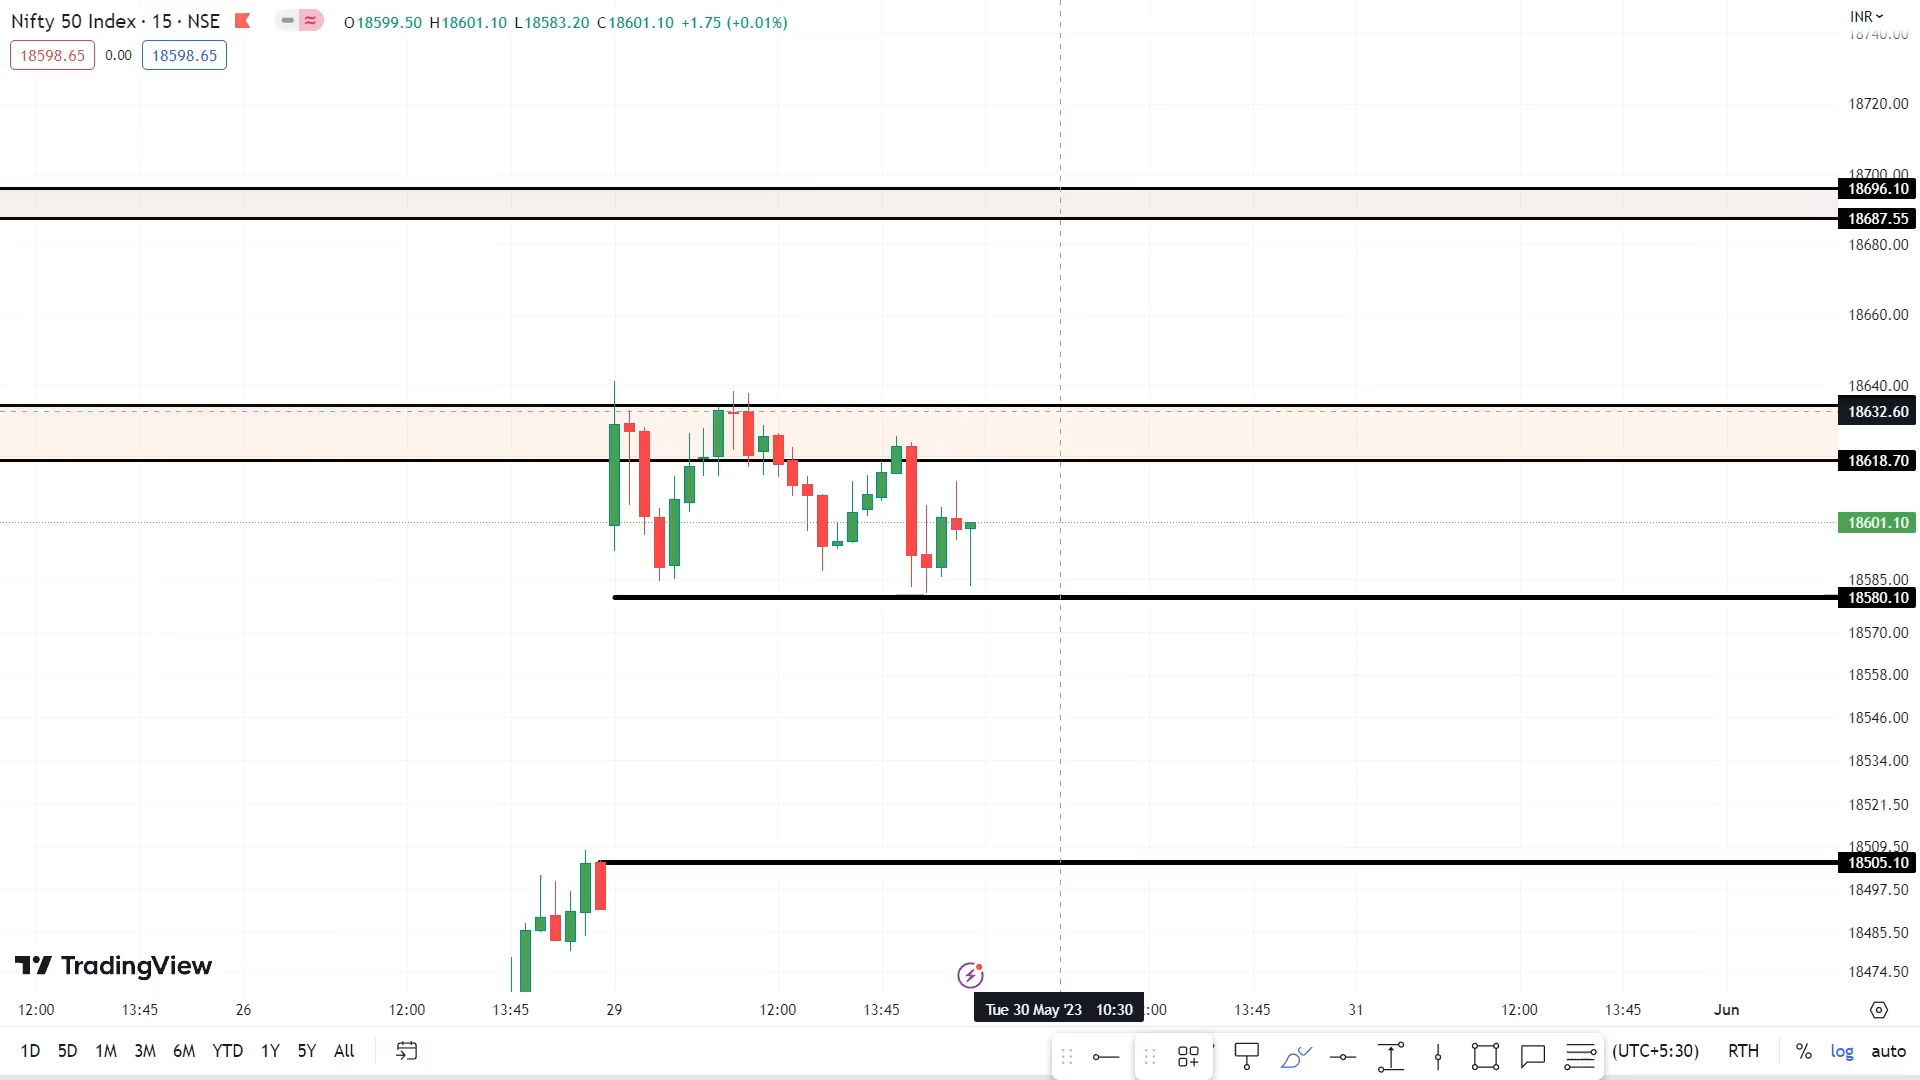 Nifty 50 Index · 15 · NSE
O18599.50 H18601.10 L18583.20 C18601.10 +1.75 (+0.01%)
18598.65 0.00 18598.65
INR
18740.00
18720.00
18700.00
18696.10
18687.55
18680.00
18660.00
18640.00
18632.60
18618.70
18601.10
18585.00
18580.10
18570.00
18558.00
18546.00
18534.00
18521.50
18509.50
18505.10
18497.50
18485.50
18474.50
TradingView
12:00 13:45 26 12:00 13:45 29 12:00 13:45 Tue 30 May '23 10:30 :00 13:45 31 12:00 13:45 Jun
1D 5D 1M 3M 6M YTD 1Y 5Y All
(UTC+5:30) RTH % log auto